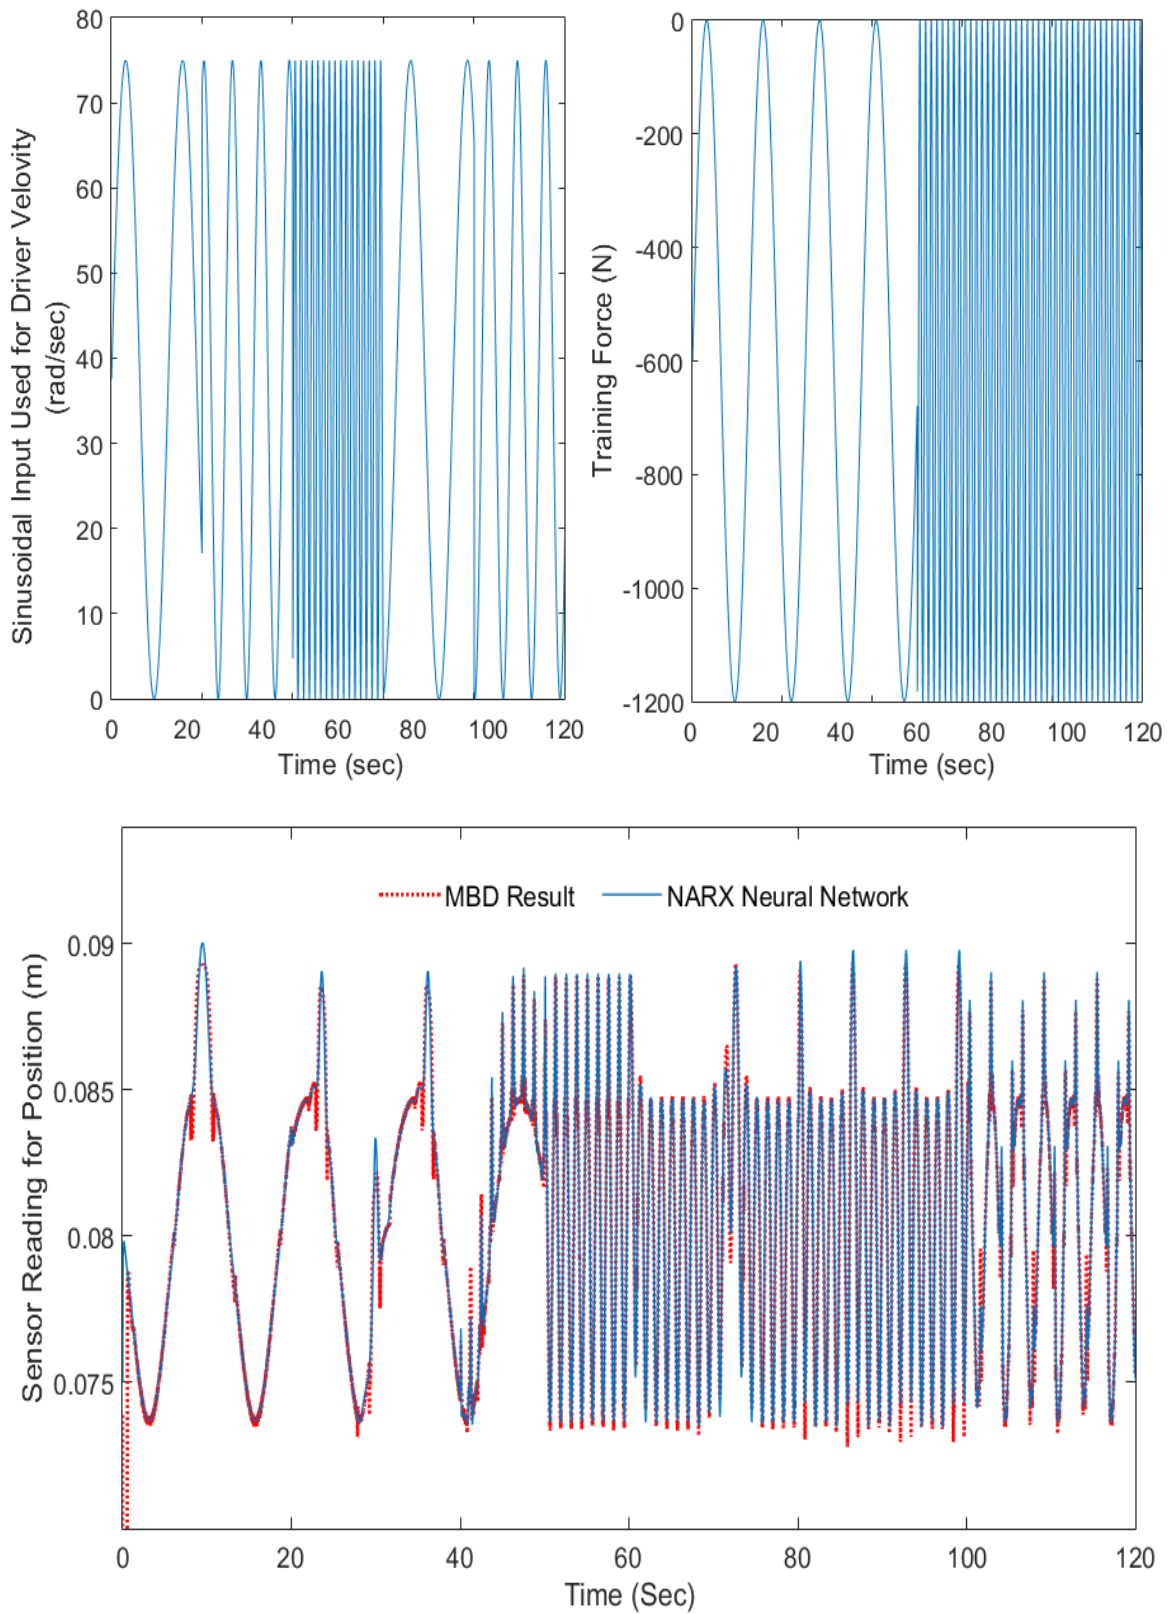 Sinusoidal Input Used for Driver Velovity
(rad/sec)
80
70
60
50
40
30
20
10
0
0 20 40 60 80 100 120
Time (sec)
Training Force (N)
0
-200
-400
-600
-800
-1000
-1200
0 20 40 60 80 100 120
Time (sec)
MBD Result NARX Neural Network
Sensor Reading for Position (m)
0.09
0.085
0.08
0.075
0 20 40 60 80 100 120
Time (Sec)